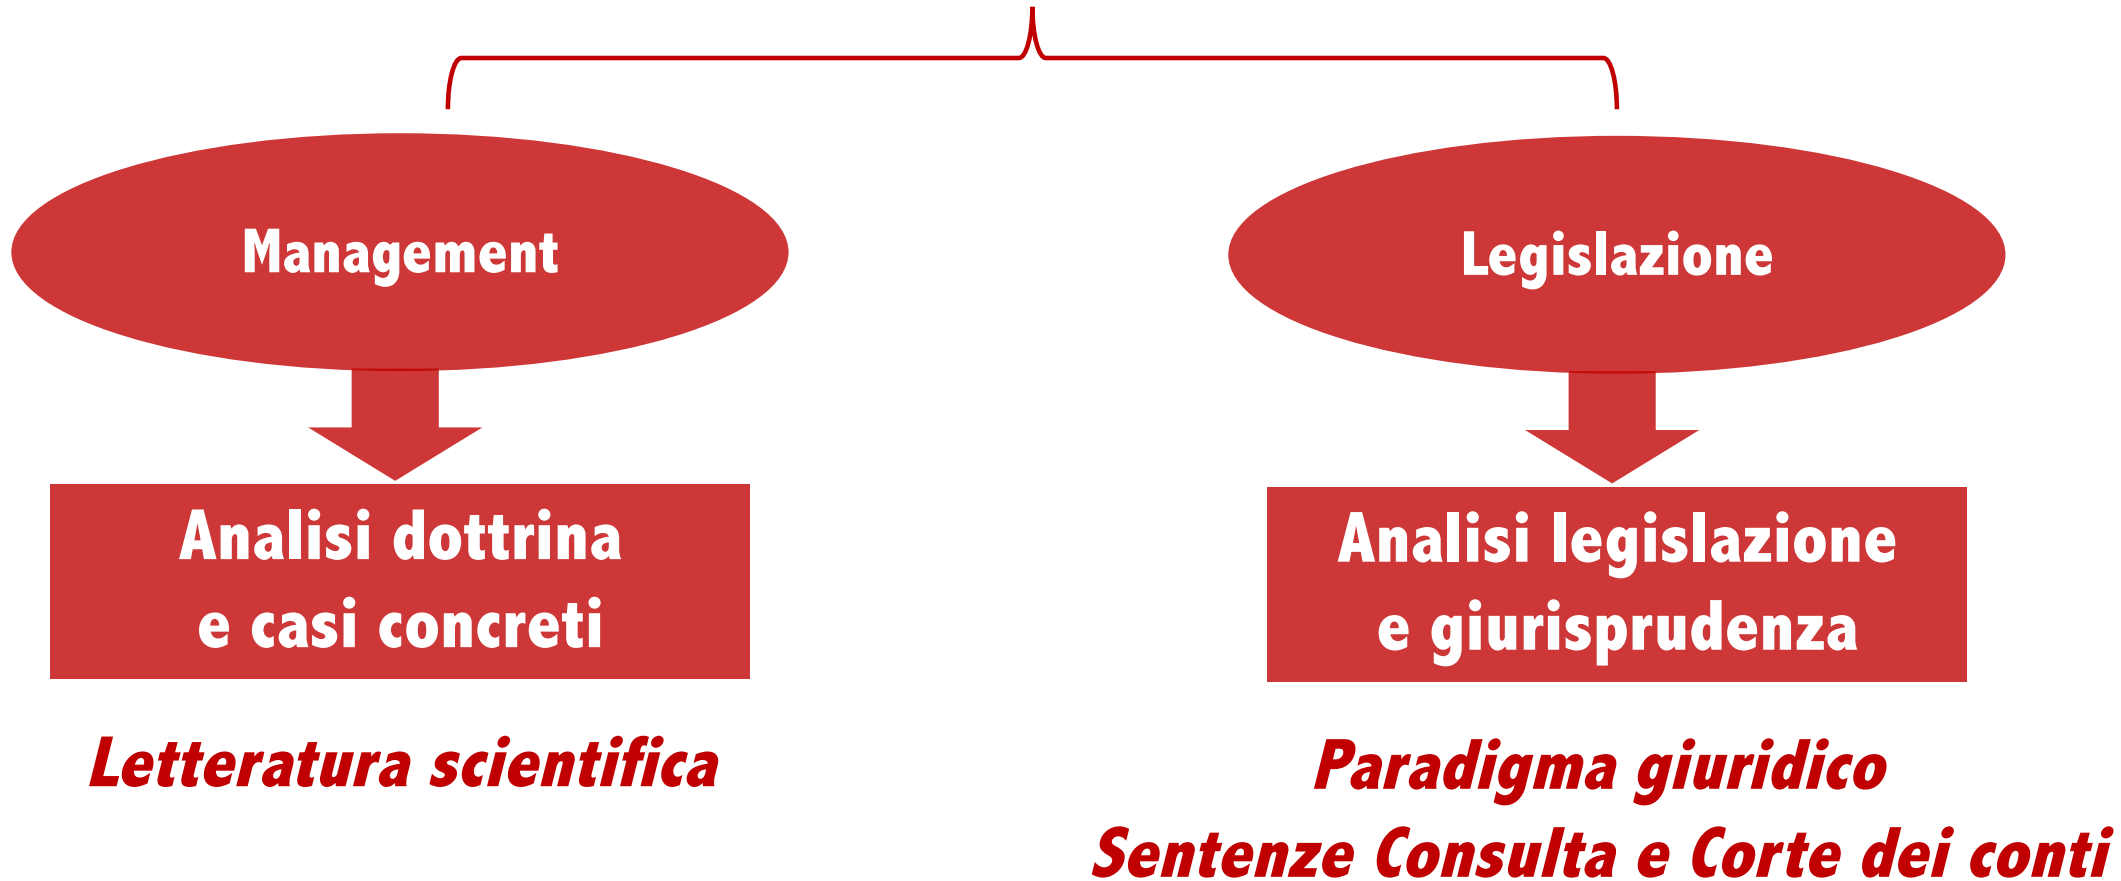 Management
Analisi dottrina
e casi concreti
Letteratura scientifica
Legislazione
Analisi legislazione
e giurisprudenza
Paradigma giuridico
Sentenze Consulta e Corte dei conti